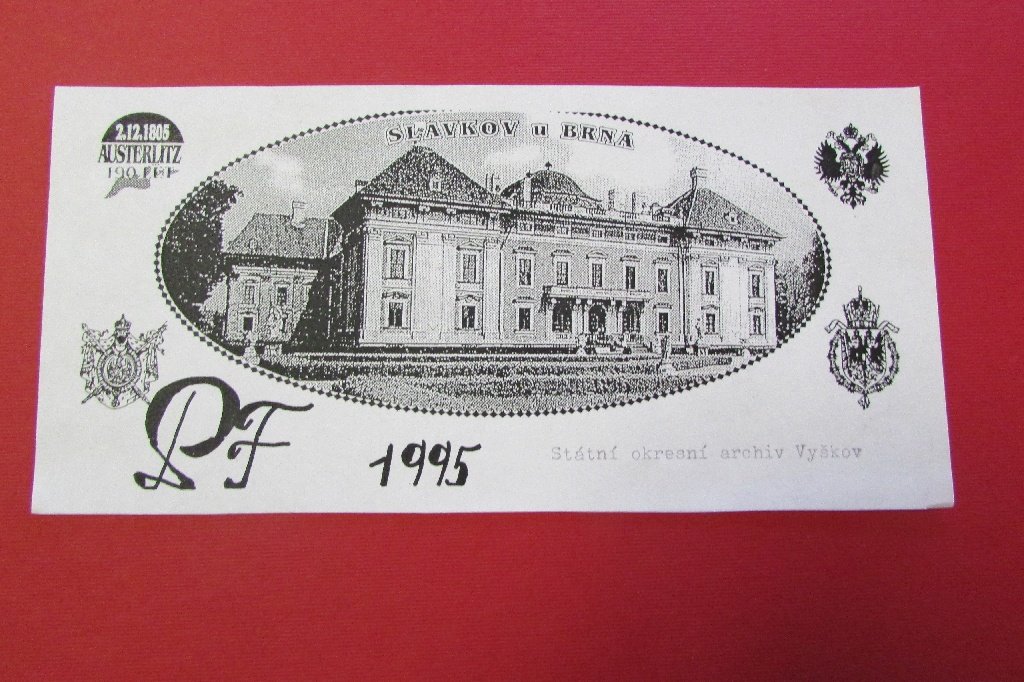 2.12.1805
AUSTERLITZ
190 LET
SLAVKOV u BRNA
PF
1995
Státní okresní archiv Vyškov